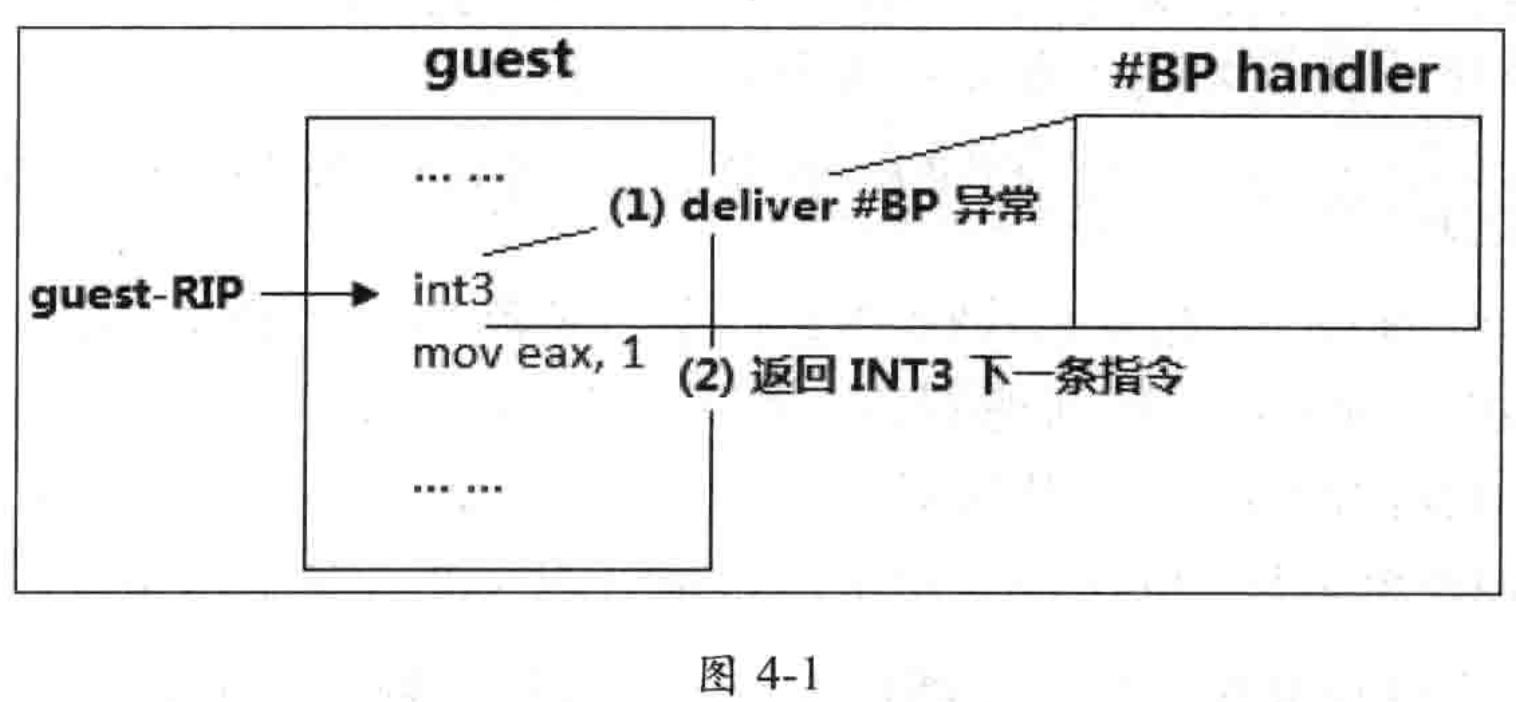 guest
#BP handler
... ...
(1) deliver #BP 异常
guest-RIP
int3
mov eax, 1
(2) 返回 INT3 下一条指令
... ...
图 4-1